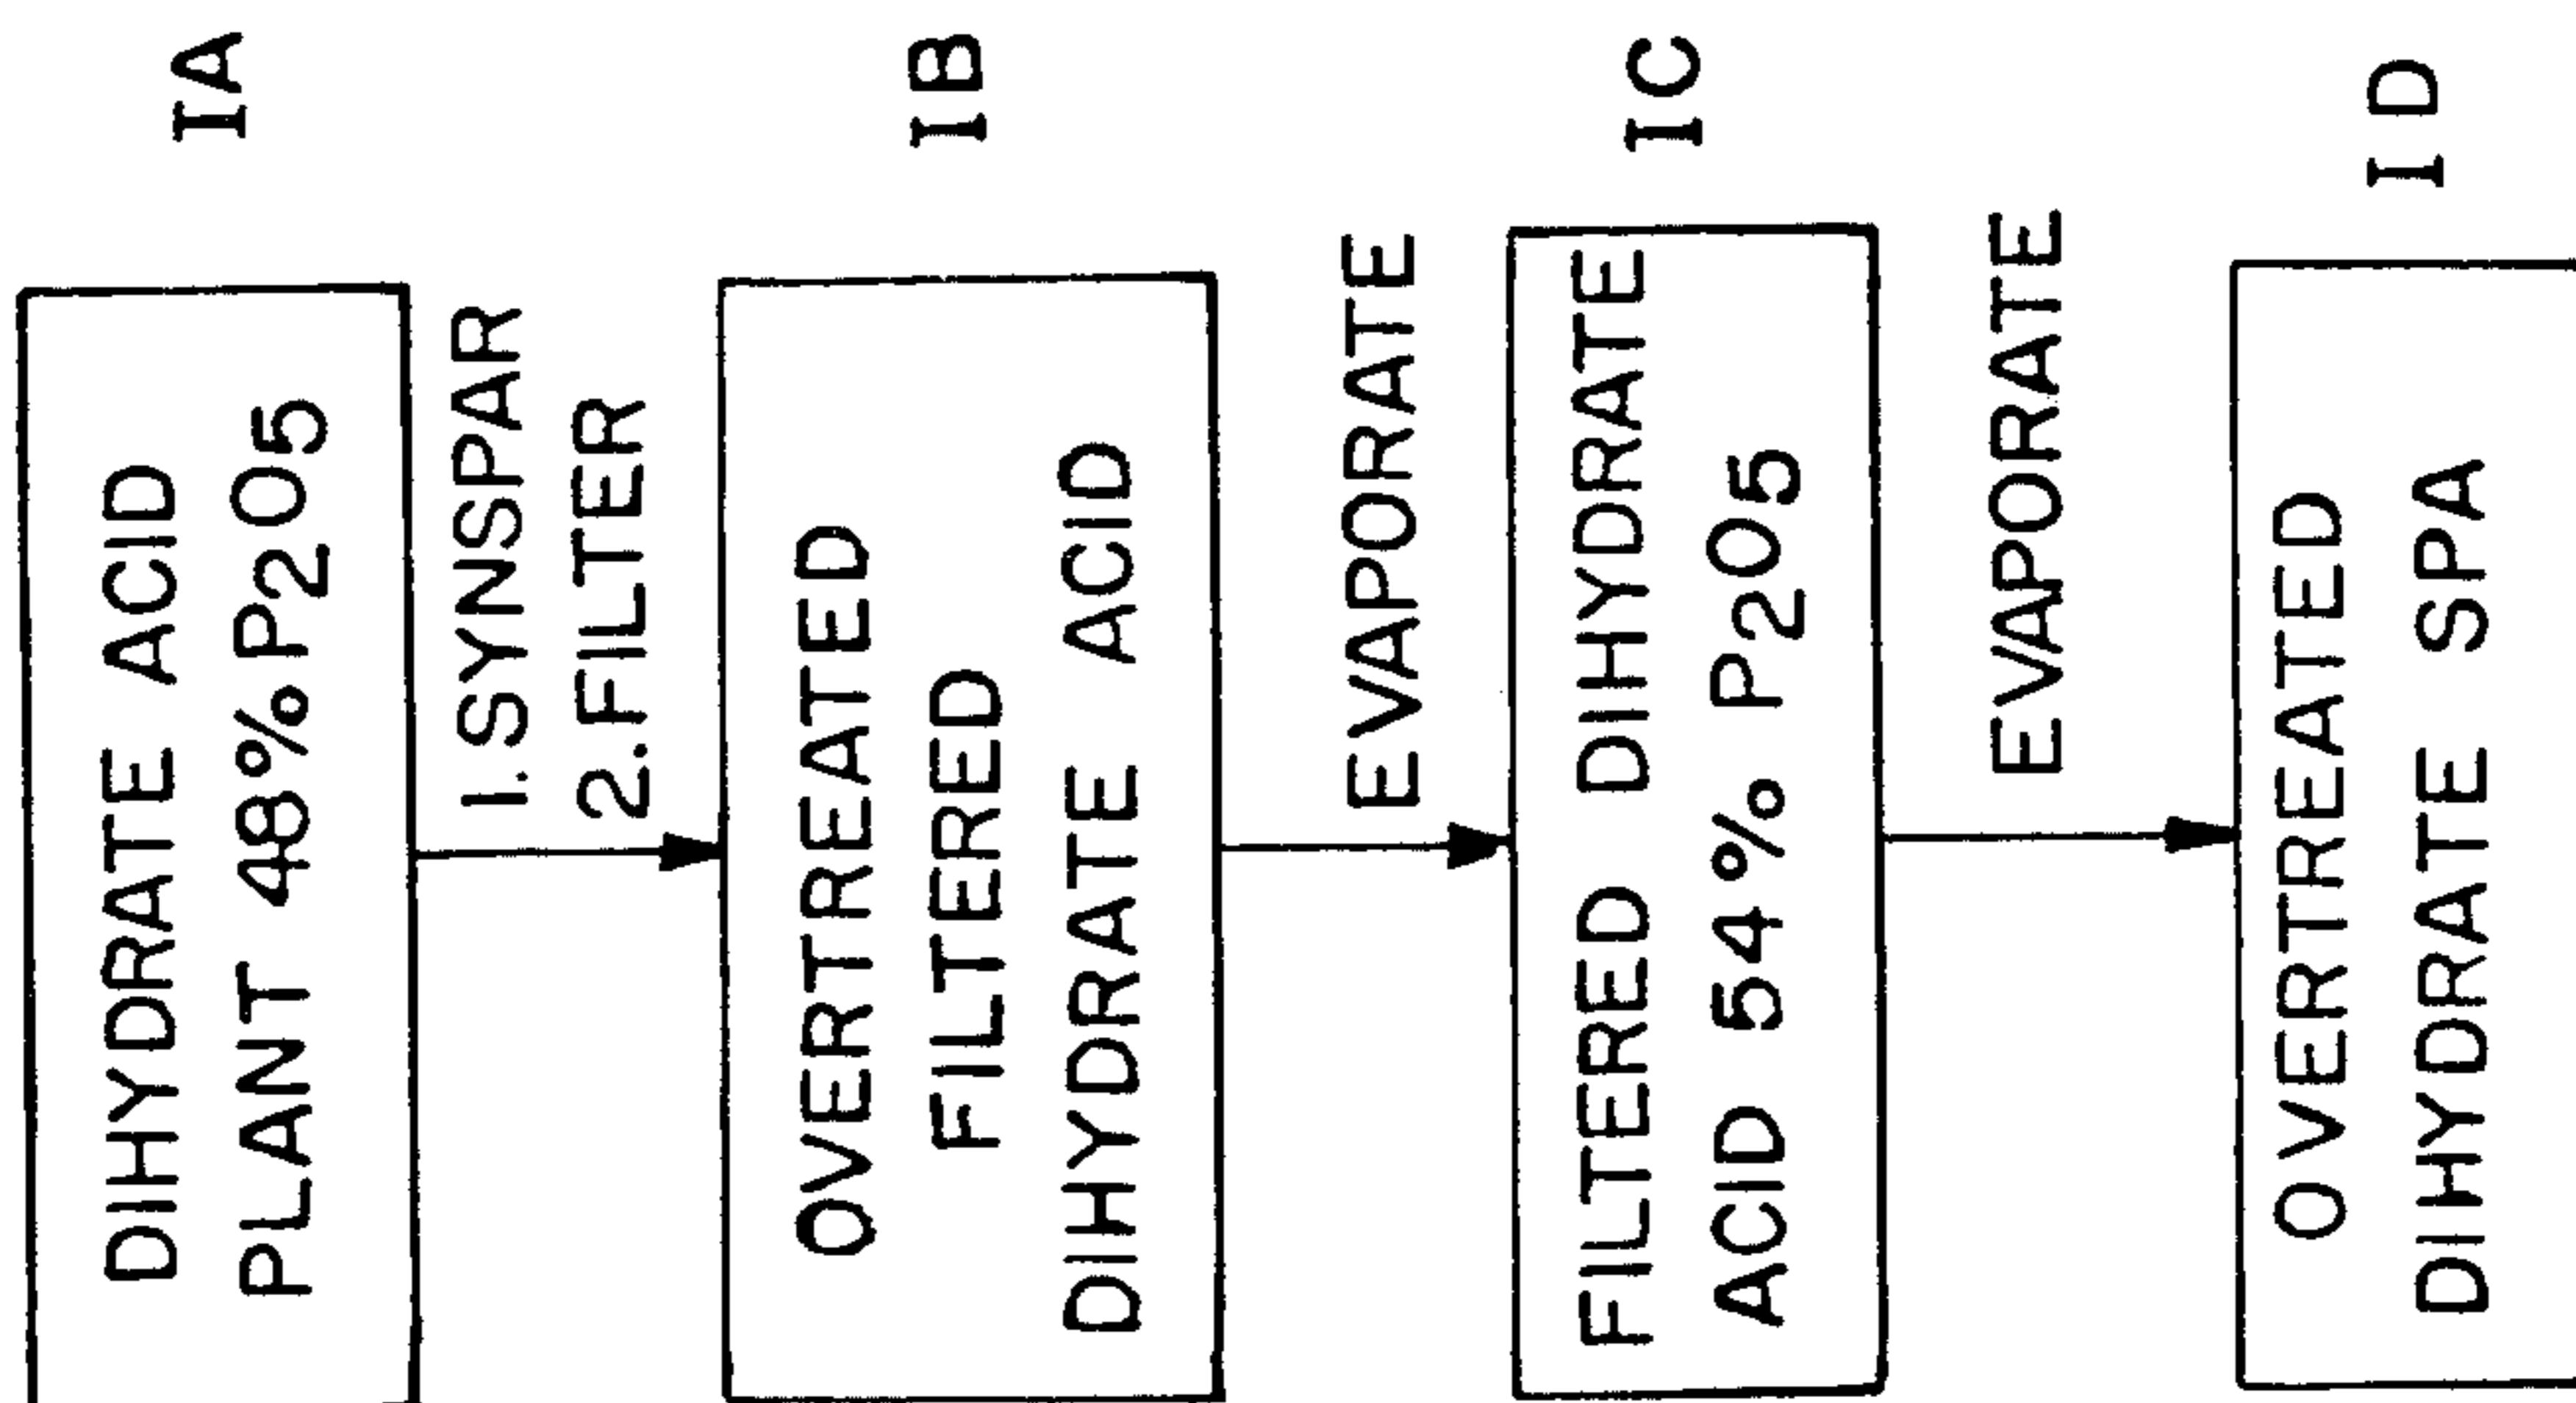 IA
DIHYDRATE ACID
PLANT 48% P2O5
1. SYNSPAR
2. FILTER
IB
OVERTREATED
FILTERED
DIHYDRATE ACID
EVAPORATE
IC
FILTERED DIHYDRATE
ACID 54% P2O5
EVAPORATE
ID
OVERTREATED
DIHYDRATE SPA